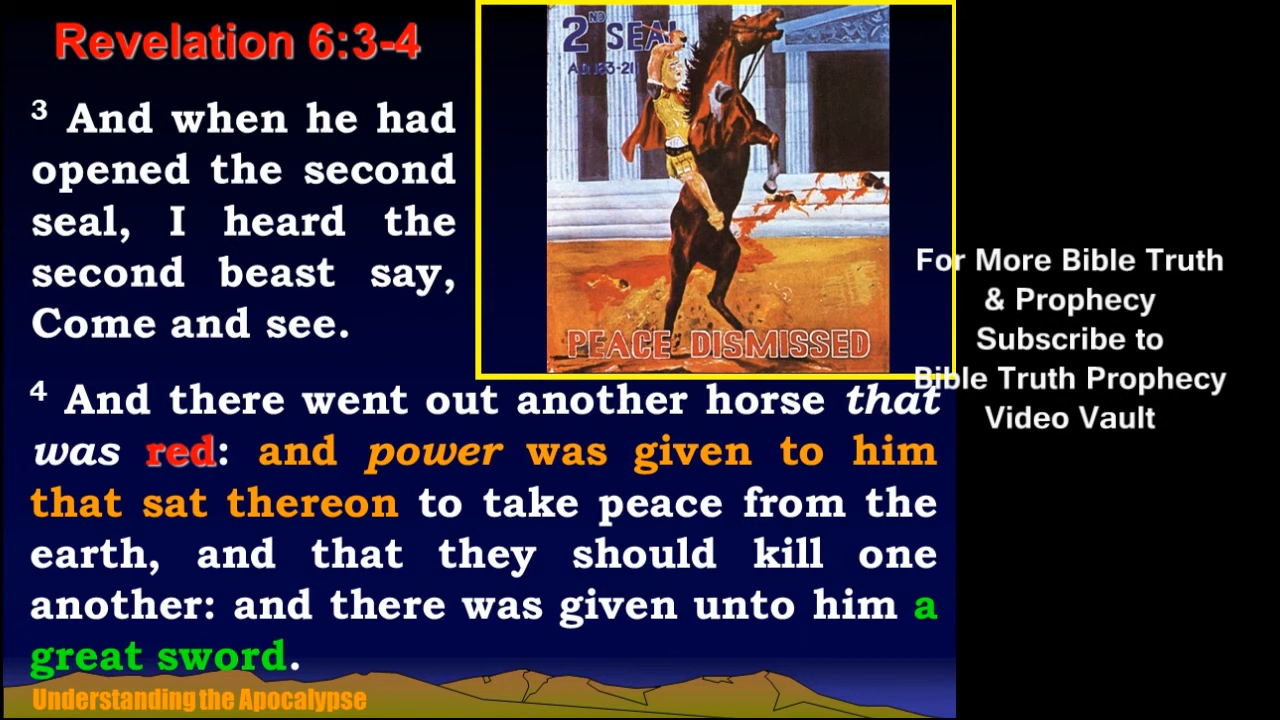 Revelation 6:3-4
3 And when he had
opened the second
seal, I heard the
second beast say,
Come and see.
2ND SEAL
PEACE DISMISSED
4 And there went out another horse that
was red: and power was given to him
that sat thereon to take peace from the
earth, and that they should kill one
another: and there was given unto him a
great sword.
Understanding the Apocalypse
For More Bible Truth
& Prophecy
Subscribe to
Bible Truth Prophecy
Video Vault